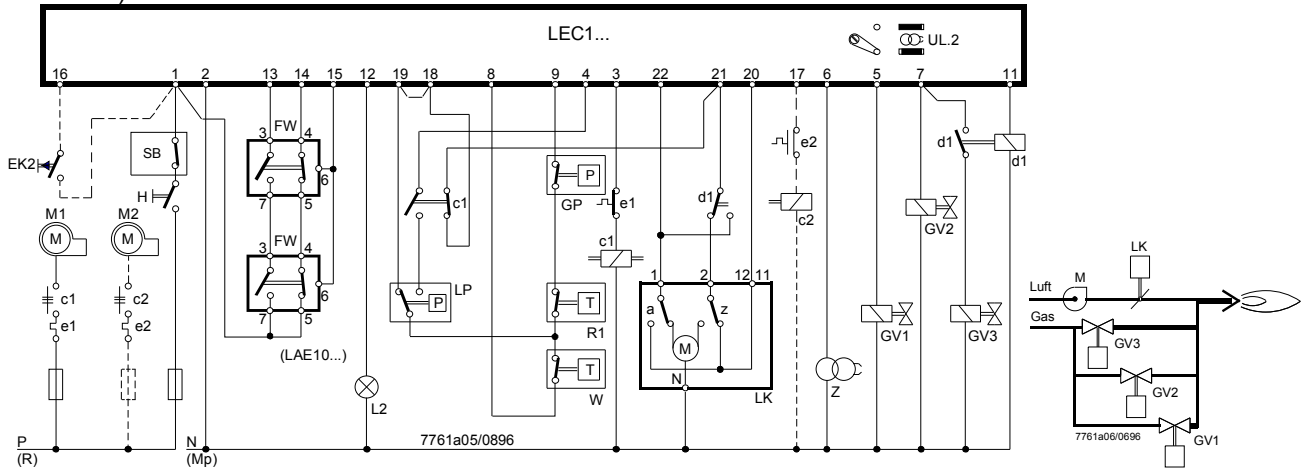 LEC1...
UL.2
16 1 2 13 14 15 12 19 18 8 9 4 3 22 21 20 17 6 5 7 11
EK2 SB FW 3 4 e2 d1 d1
H 6 P
7 5 GP e1 c1 d1 c2 GV2
M1 M2 FW LK
M M 3 4 c1 1 2 12 11 Luft M
c1 c2 6 LP P T a z Gas
e1 e2 7 5 R1 GV1 GV3 GV3
(LAE10...) M
T N Z GV2
L2 W LK
P N 7761a05/0896 7761a06/0696 GV1
(R) (Mp)